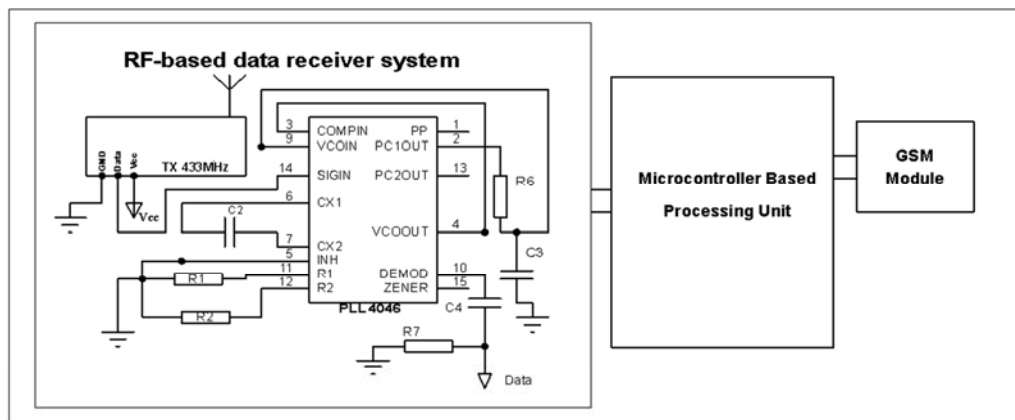 RF-based data receiver system
GND
Data
Vcc
TX 433MHz
Vcc
3
9
14
6
7
5
11
12
COMPIN
VCOIN
SIGIN
CX1
CX2
INH
R1
R2
PP
PC1OUT
PC2OUT
VCOOUT
DEMOD
ZENER
1
2
13
4
10
15
PLL4046
C2
R1
R2
R6
C3
C4
R7
Data
Microcontroller Based
Processing Unit
GSM
Module